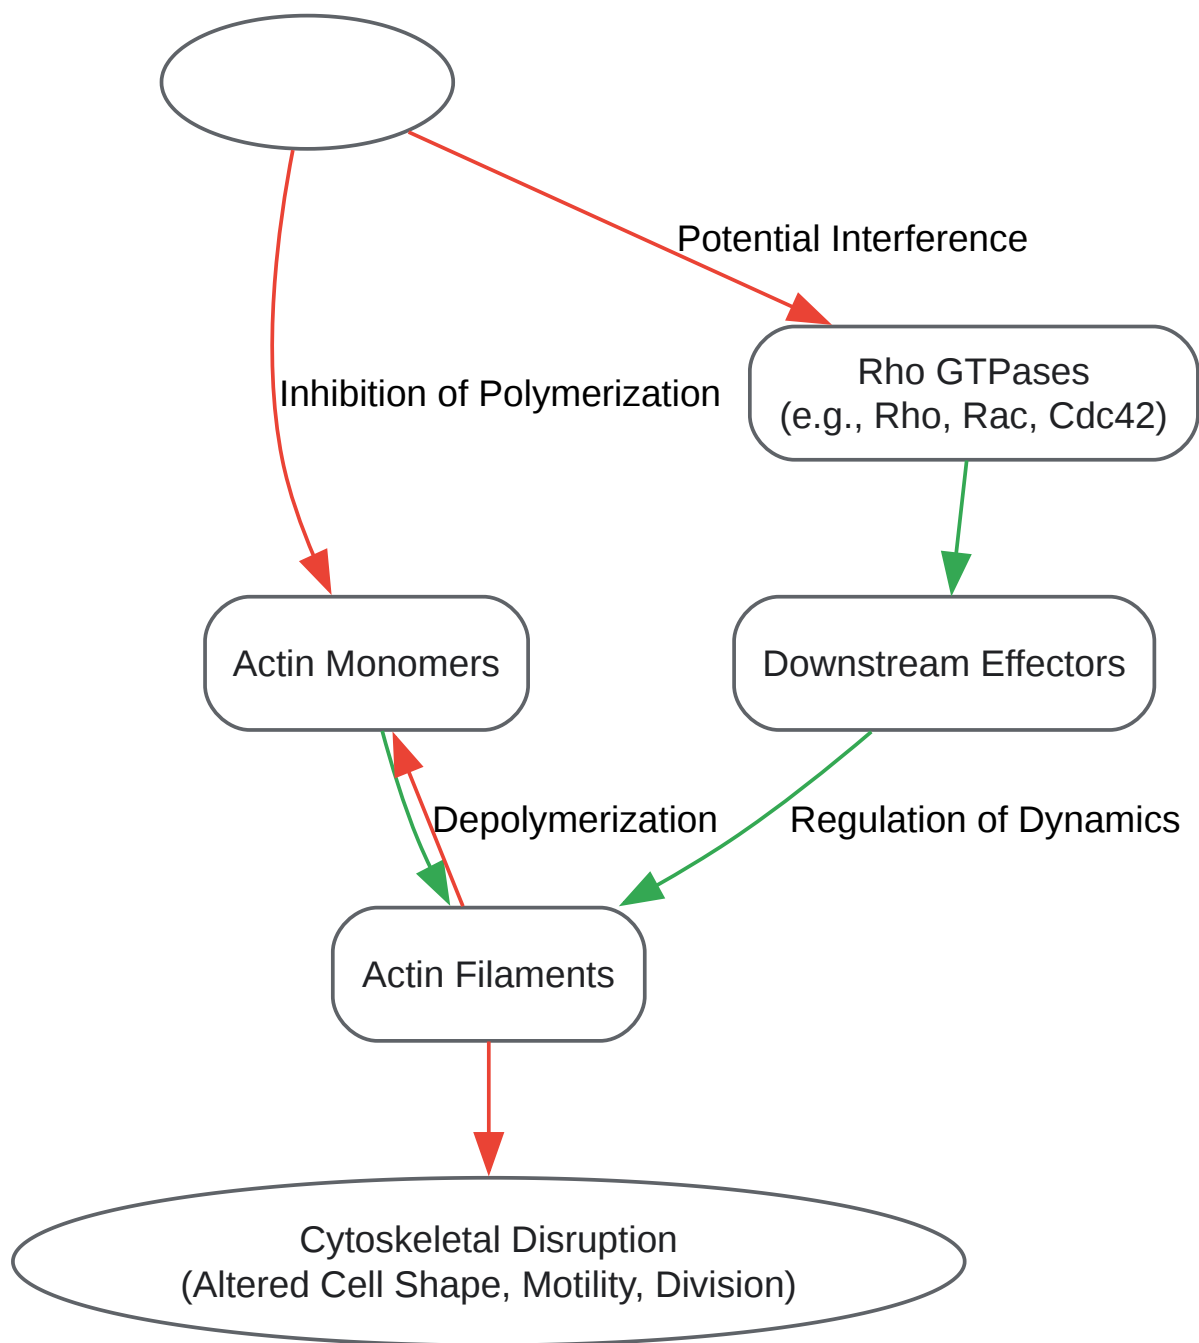 Potential Interference
Rho GTPases
(e.g., Rho, Rac, Cdc42)
Inhibition of Polymerization
Actin Monomers
Downstream Effectors
Depolymerization
Regulation of Dynamics
Actin Filaments
Cytoskeletal Disruption
(Altered Cell Shape, Motility, Division)